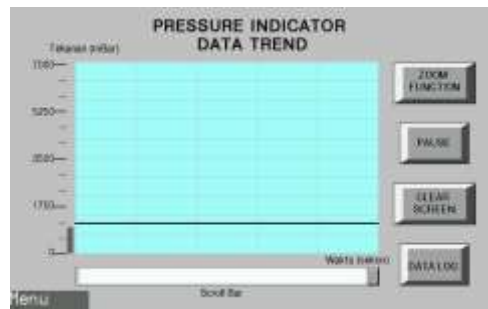 PRESSURE INDICATOR
DATA TREND
Tekanan (mBar)
7000
5250
3500
1750
0
ZOOM
FUNCTION
PAUSE
CLEAR
SCREEN
DATA LOG
Waktu (sekon)
Scroll Bar
Menu